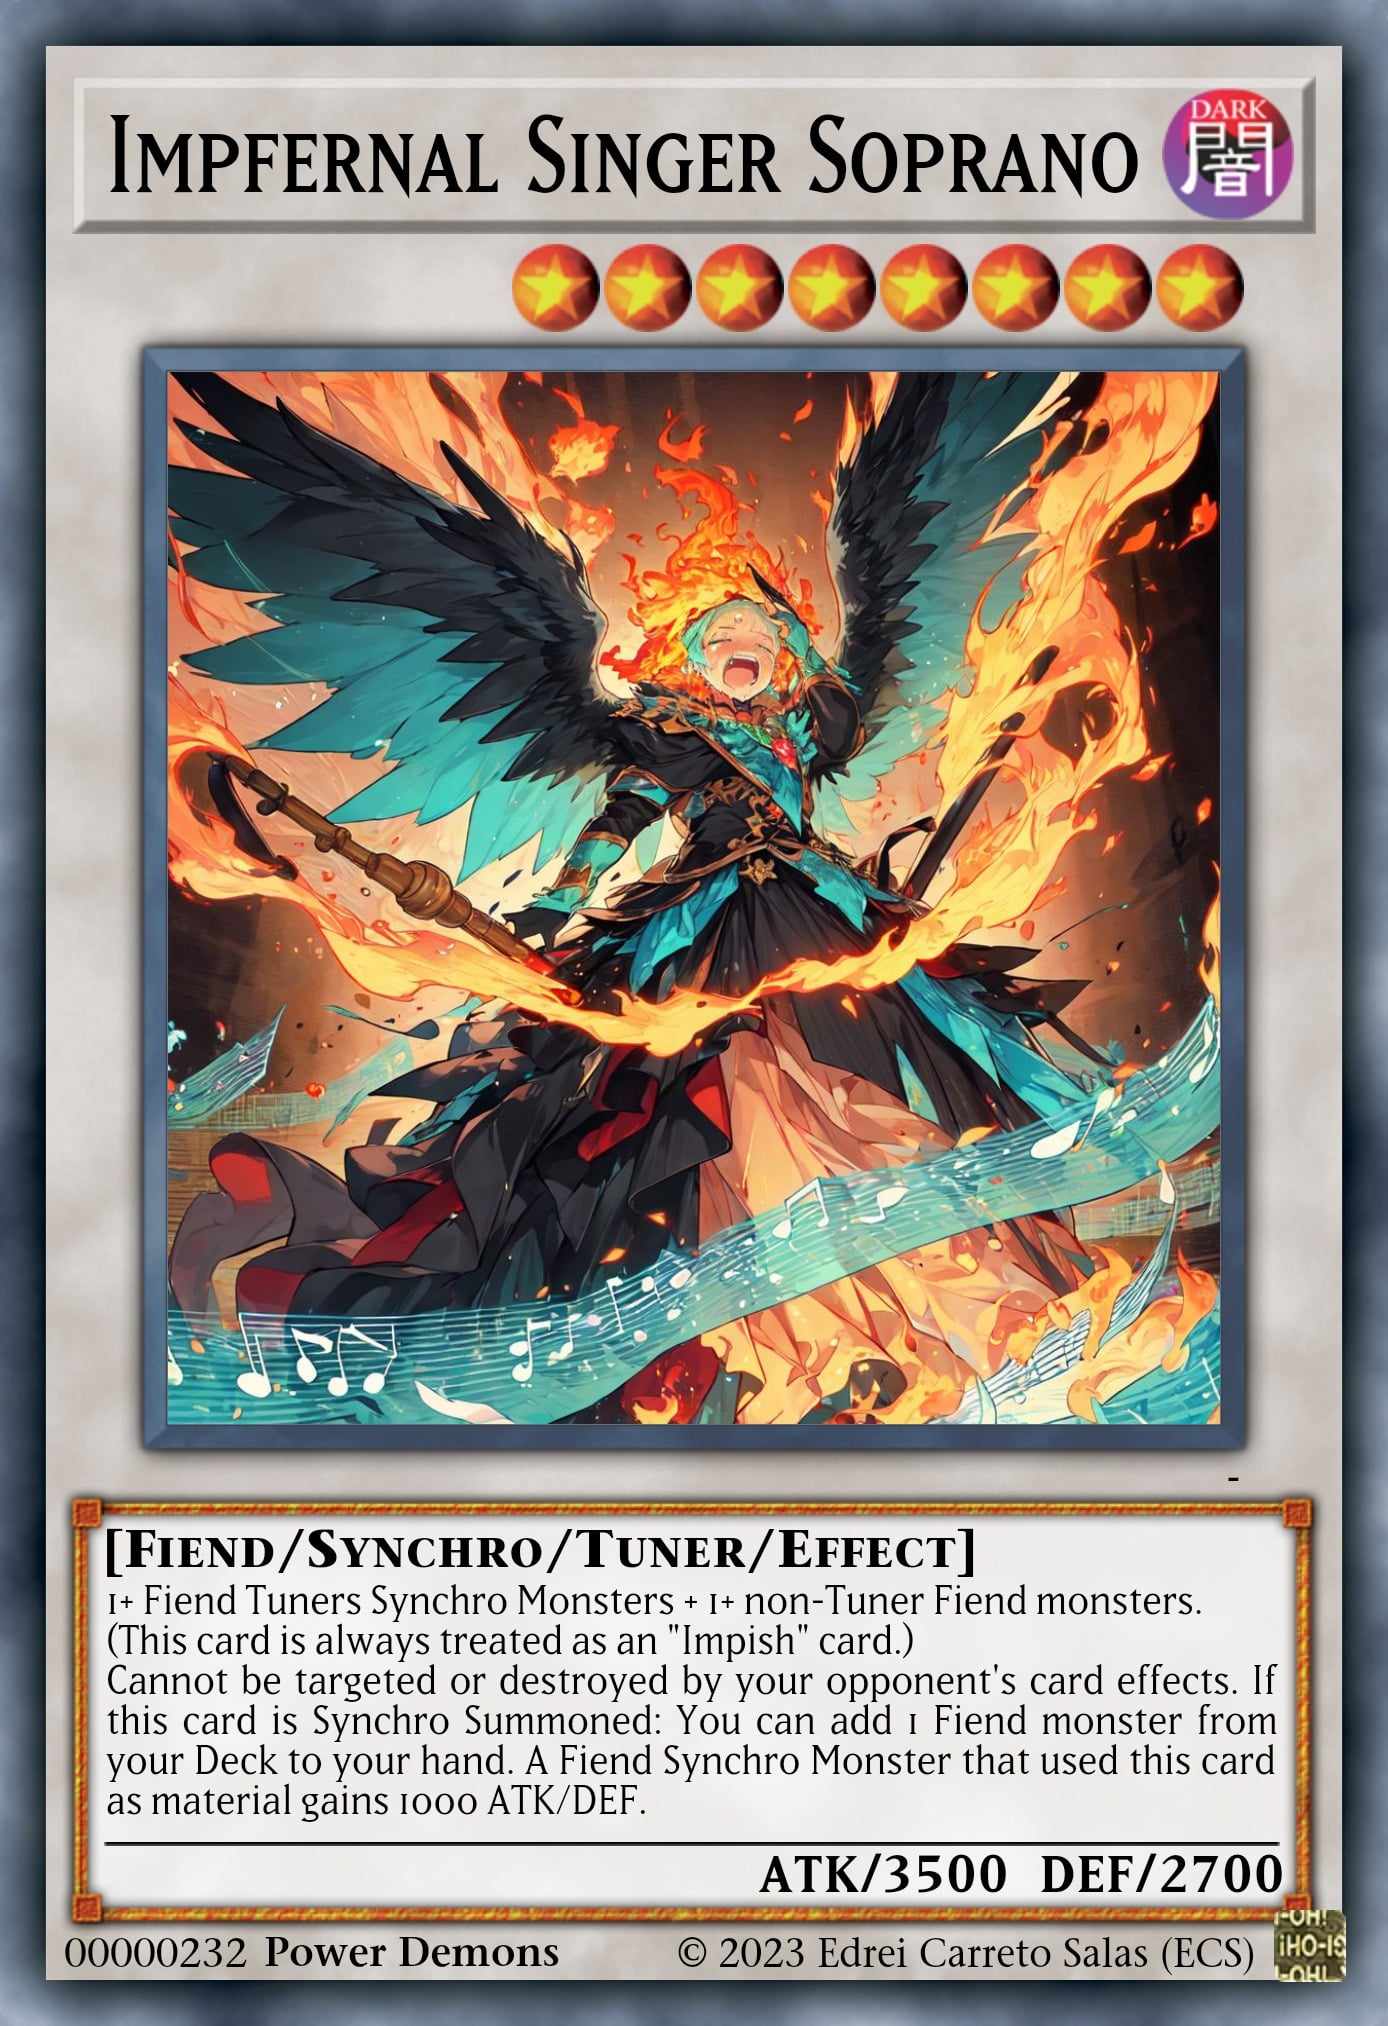 Impfernal Singer Soprano
DARK
闇
-
[Fiend/Synchro/Tuner/Effect]
1+ Fiend Tuners Synchro Monsters + 1+ non-Tuner Fiend monsters.
(This card is always treated as an "Impish" card.)
Cannot be targeted or destroyed by your opponent's card effects. If
this card is Synchro Summoned: You can add 1 Fiend monster from
your Deck to your hand. A Fiend Synchro Monster that used this card
as material gains 1000 ATK/DEF.
ATK/3500 DEF/2700
00000232 Power Demons © 2023 Edrei Carreto Salas (ECS)